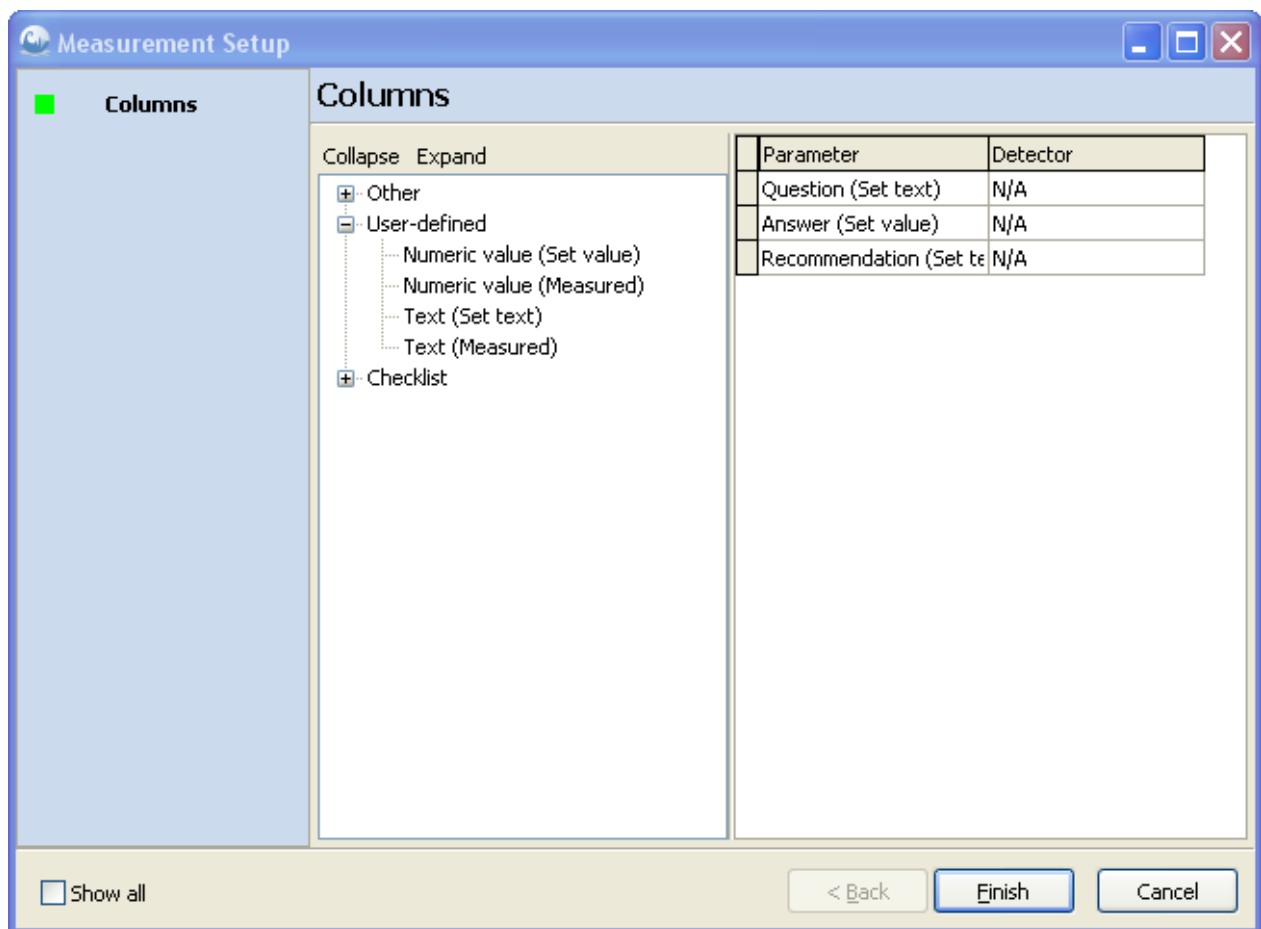 Measurement Setup
Columns
Columns
Collapse Expand
Other
User-defined
Numeric value (Set value)
Numeric value (Measured)
Text (Set text)
Text (Measured)
Checklist
Parameter Detector
Question (Set text) N/A
Answer (Set value) N/A
Recommendation (Set te N/A
Show all
< Back Finish Cancel